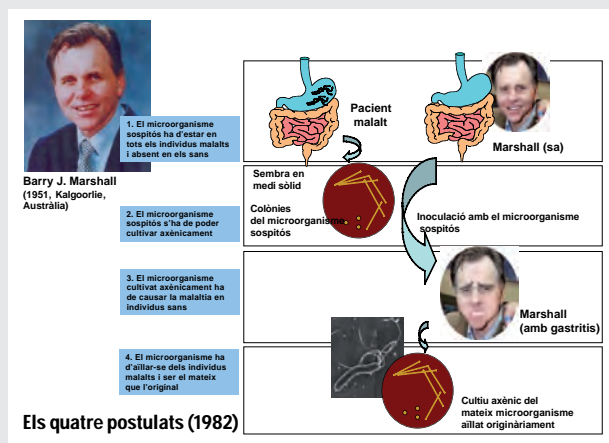 Pacient
malalt
Marshall (sa)
1. El microorganisme
sospitós ha d'estar en
tots els individus malalts
i absent en els sans
Barry J. Marshall
(1951, Kalgoorlie,
Austràlia)
Sembra en
medi sòlid
Colònies
del microorganisme
sospitós
Inoculació amb el microorganisme
sospitós
2. El microorganisme
sospitós s'ha de poder
cultivar axènicament
3. El microorganisme
cultivat axènicament ha
de causar la malaltia en
individus sans
Marshall
(amb gastritis)
4. El microorganisme ha
d'aïllar-se dels individus
malalts i ser el mateix
que l'original
Cultiu axènic del
mateix microorganisme
aïllat originàriament
Els quatre postulats (1982)